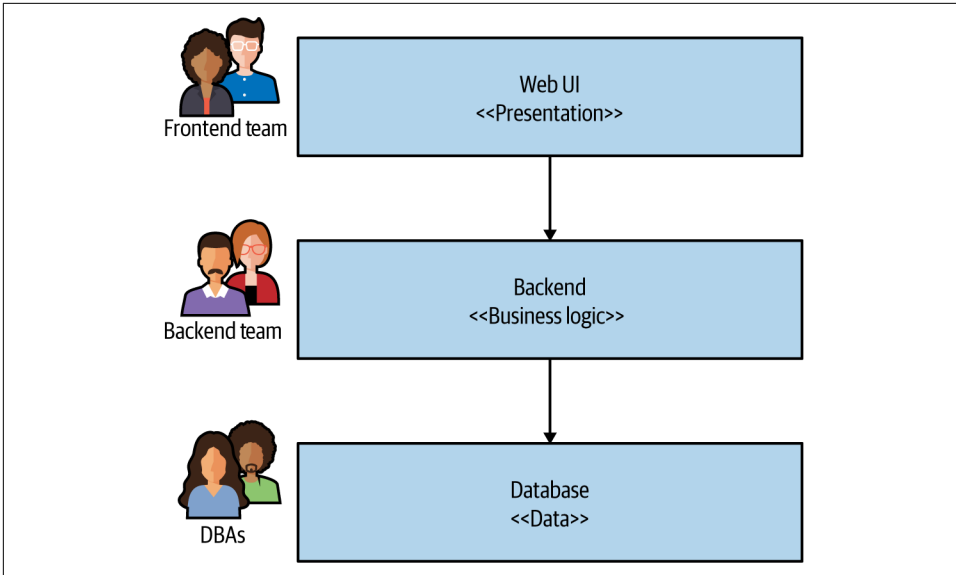 Web UI
<<Presentation>>
Frontend team
Backend
<<Business logic>>
Backend team
Database
<<Data>>
DBAs